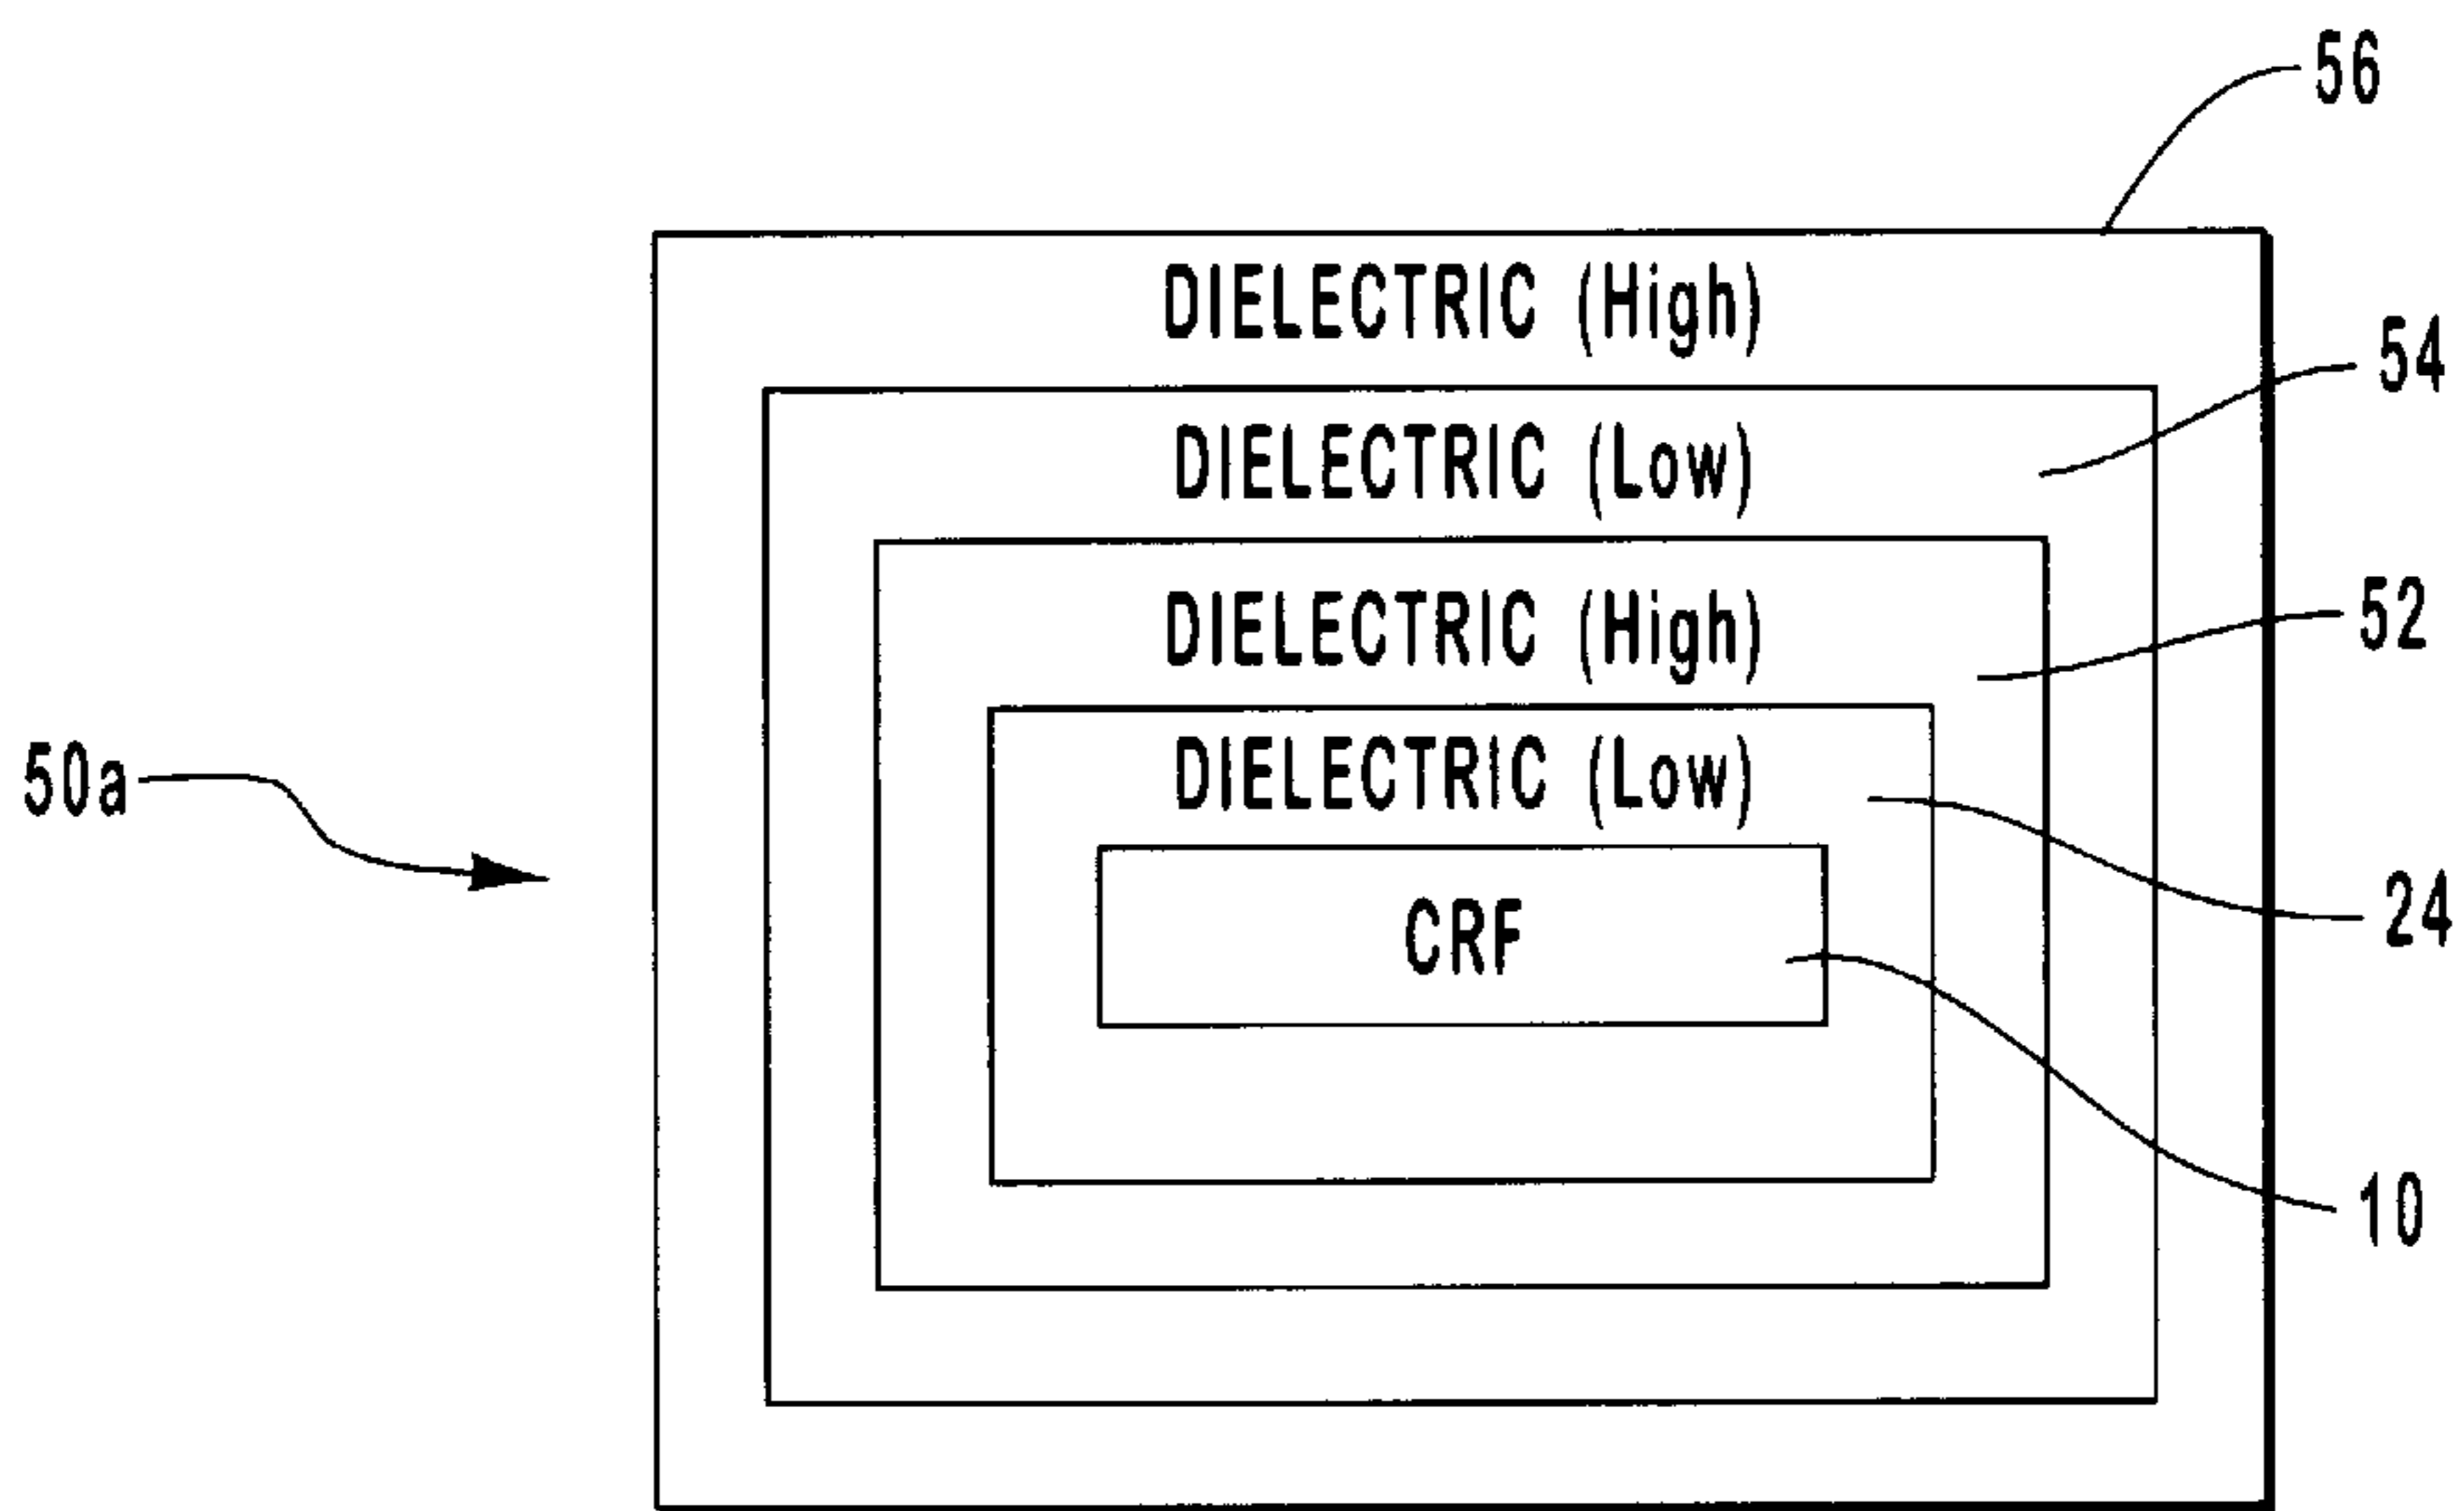 56
DIELECTRIC (High)
54
DIELECTRIC (Low)
52
DIELECTRIC (High)
50a
DIELECTRIC (Low)
24
CRF
10